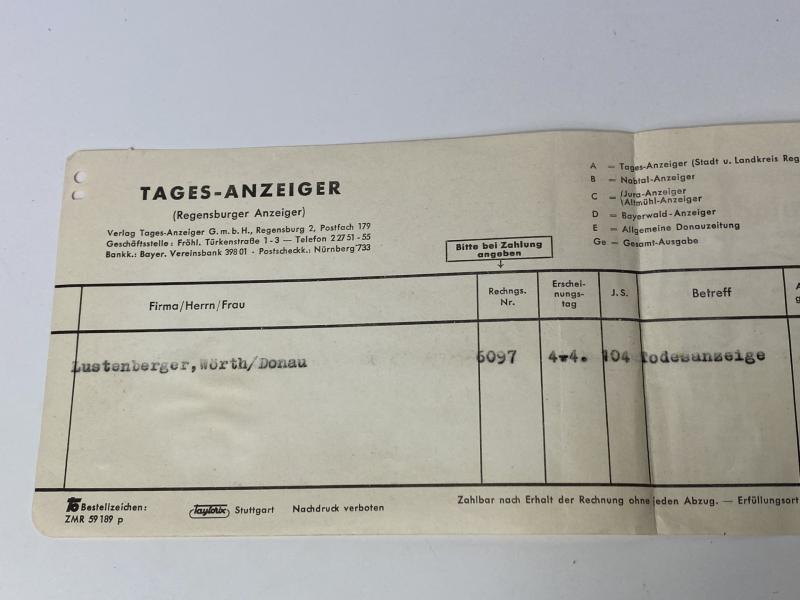 TAGES-ANZEIGER
(Regensburger Anzeiger)
Verlag Tages-Anzeiger G.m.b.H., Regensburg 2, Postfach 179
Geschäftsstelle: Fröhl. Türkenstraße 1-3 — Telefon 2 27 51 - 55
Bankk.: Bayer. Vereinsbank 398 01 - Postscheckk.: Nürnberg 733
Bitte bei Zahlung
angeben
A — Tages-Anzeiger (Stadt u. Landkreis Reg
B — Nabtal-Anzeiger
C — (Jura-Anzeiger
\Altmühl-Anzeiger
D — Bayerwald-Anzeiger
E — Allgemeine Donauzeitung
Ge — Gesamt-Ausgabe
Firma/Herrn/Frau
Rechngs.
Nr.
Erschei-
nungs-
tag
J. S.
Betreff
A
g
Lustenberger, Wörth/Donau 6097 4.4. 104 Todesanzeige
Bestellzeichen:
ZMR 59 189 p
Taylorix Stuttgart Nachdruck verboten
Zahlbar nach Erhalt der Rechnung ohne jeden Abzug. — Erfüllungsort